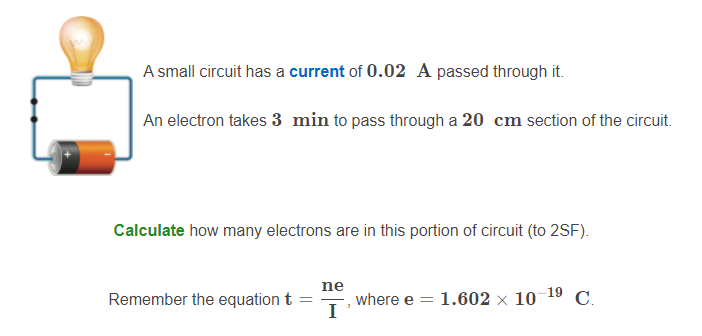 A small circuit has a current of 0.02 A passed through it.
An electron takes 3 min to pass through a 20 cm section of the circuit.
+ -
Calculate how many electrons are in this portion of circuit (to 2SF).
Remember the equation t = ne/I, where e = 1.602 × 10⁻¹⁹ C.